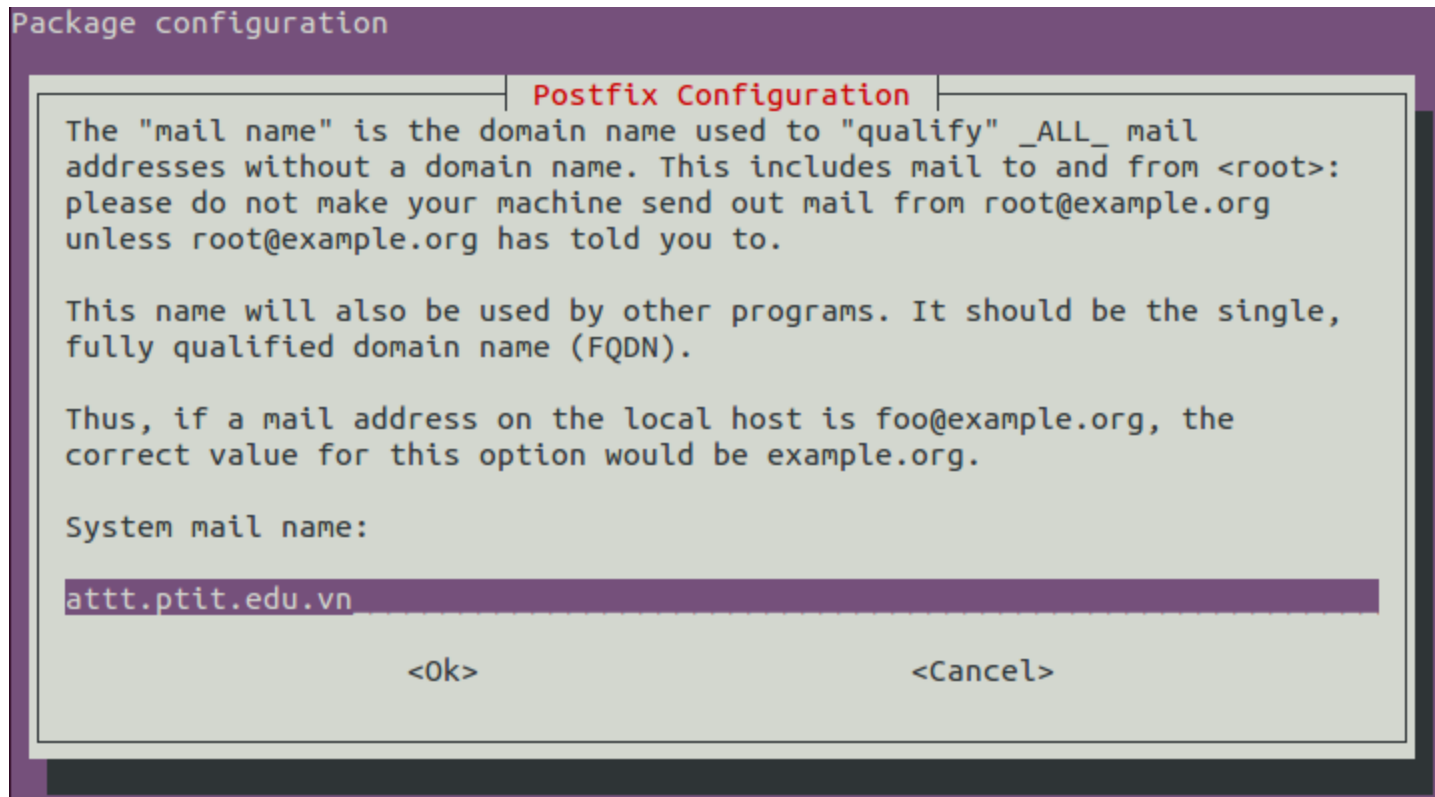 Package configuration
Postfix Configuration
The "mail name" is the domain name used to "qualify" _ALL_ mail
addresses without a domain name. This includes mail to and from <root>:
please do not make your machine send out mail from root@example.org
unless root@example.org has told you to.
This name will also be used by other programs. It should be the single,
fully qualified domain name (FQDN).
Thus, if a mail address on the local host is foo@example.org, the
correct value for this option would be example.org.
System mail name:
attt.ptit.edu.vn
<Ok> <Cancel>